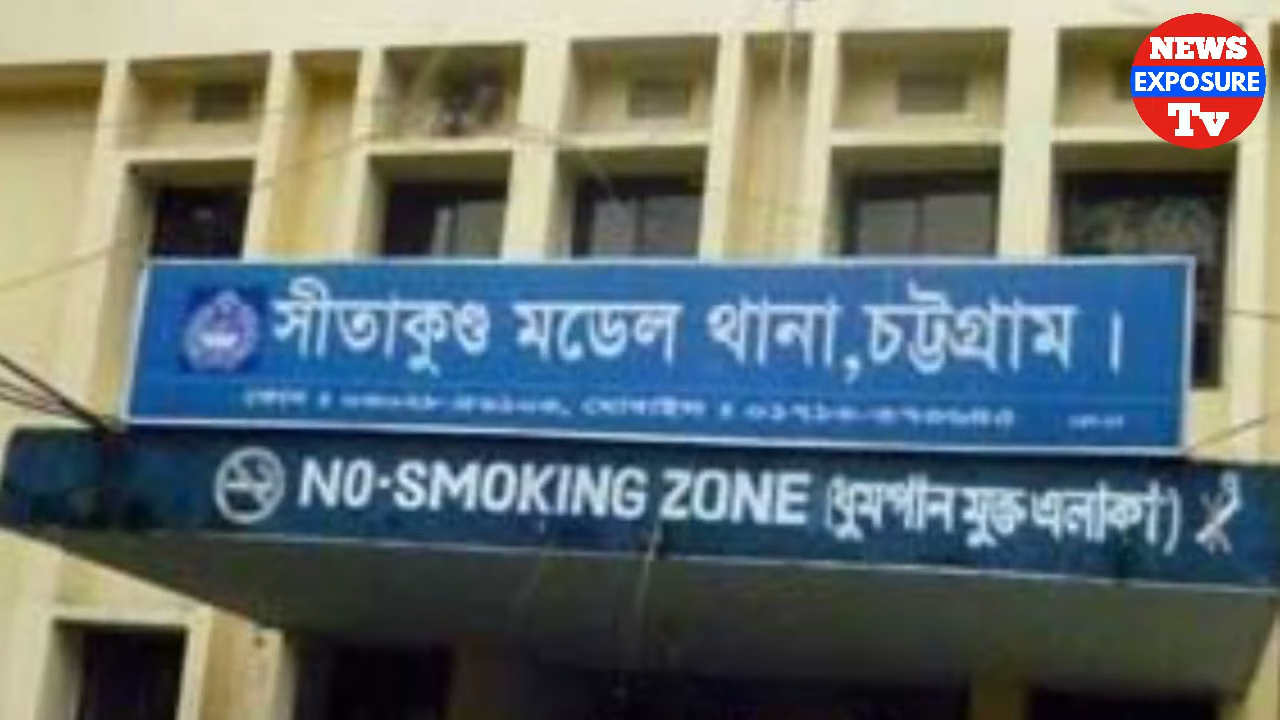 NEWS
EXPOSURE
Tv
সীতাকুণ্ড মডেল থানা, চট্টগ্রাম ।
NO-SMOKING ZONE (ধুমপান মুক্ত এলাকা)